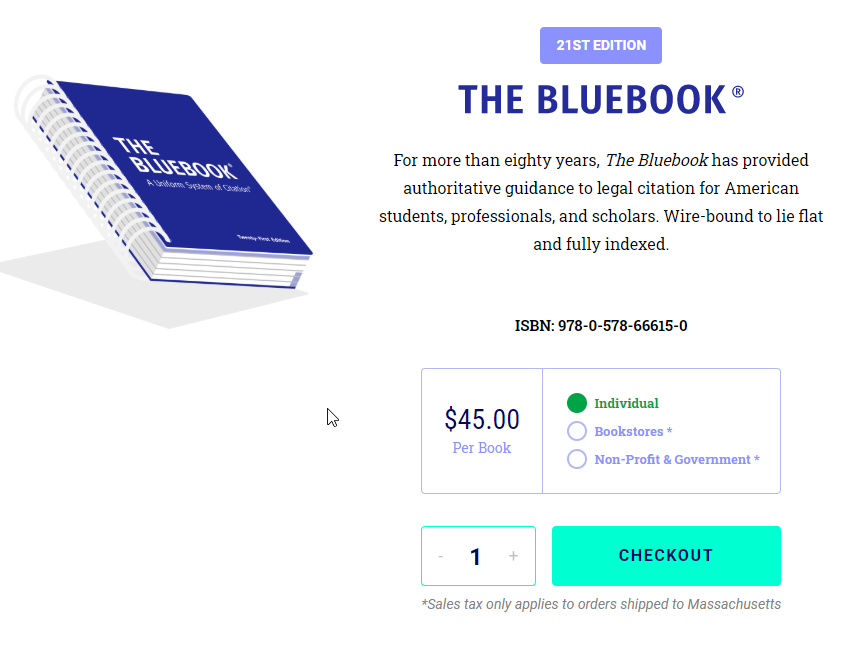 THE
BLUEBOOK®
A Uniform System of Citation®
Twenty-First Edition
21ST EDITION
THE BLUEBOOK®
For more than eighty years, The Bluebook has provided
authoritative guidance to legal citation for American
students, professionals, and scholars. Wire-bound to lie flat
and fully indexed.
ISBN: 978-0-578-66615-0
$45.00
Per Book
Individual
Bookstores *
Non-Profit & Government *
- 1 +
CHECKOUT
*Sales tax only applies to orders shipped to Massachusetts